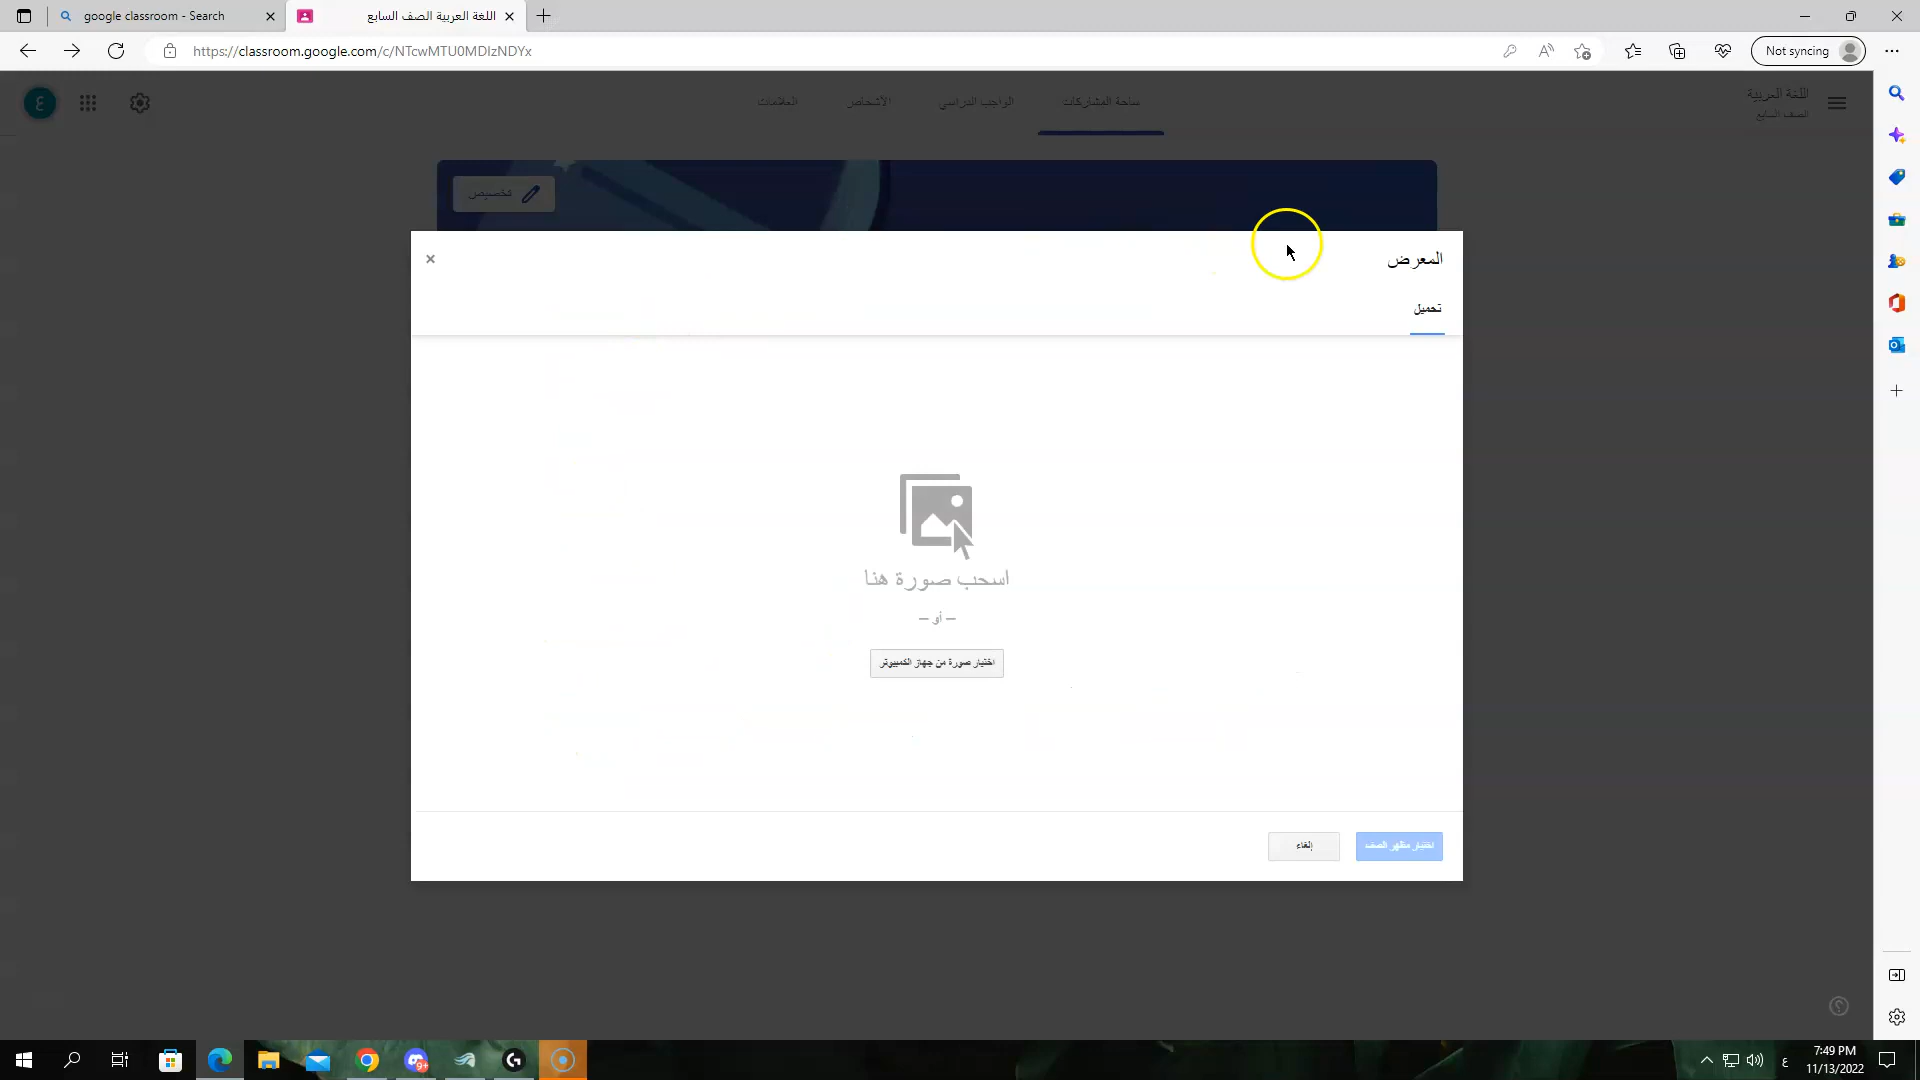 google classroom - Search
اللغة العربية الصف السابع
https://classroom.google.com/c/NTcwMTU0MDIzNDYx
Not syncing
اللغة العربية
الصف السابع
ساحة المشاركات
الواجب الدراسي
الأشخاص
العلامات
ع
تخصيص
المعرض
تحميل
اسحب صورة هنا
– أو –
اختيار صورة من جهاز الكمبيوتر
اختيار مظهر الصف
إلغاء
9+
ع
7:49 PM
11/13/2022